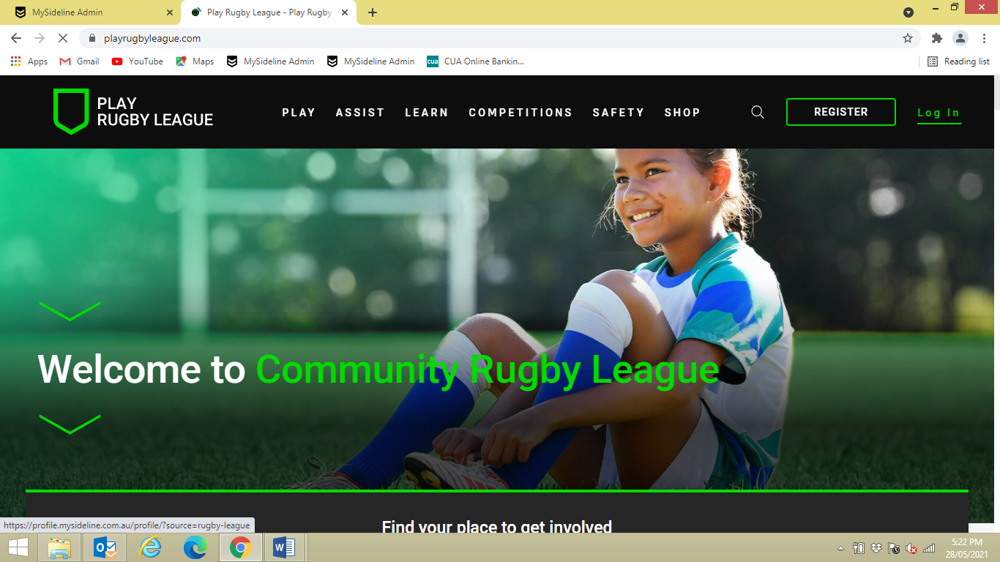 MySideline Admin
Play Rugby League - Play Rugby
playrugbyleague.com
Apps Gmail YouTube Maps MySideline Admin MySideline Admin cua CUA Online Bankin... Reading list
PLAY
RUGBY LEAGUE
PLAY ASSIST LEARN COMPETITIONS SAFETY SHOP REGISTER Log In
Welcome to Community Rugby League
Find your place to get involved
https://profile.mysideline.com.au/profile/?source=rugby-league
5:22 PM
28/05/2021